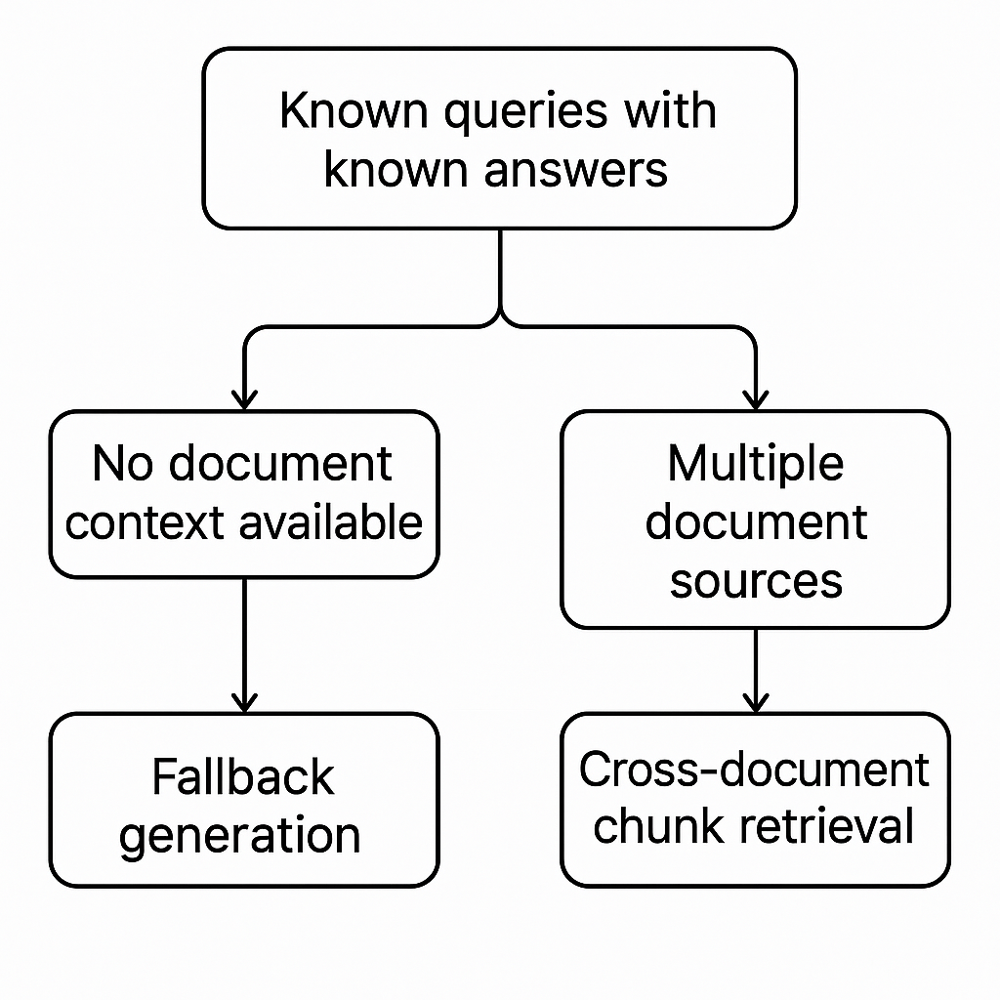 Known queries with
known answers
No document
context available
Multiple
document
sources
Fallback
generation
Cross-document
chunk retrieval